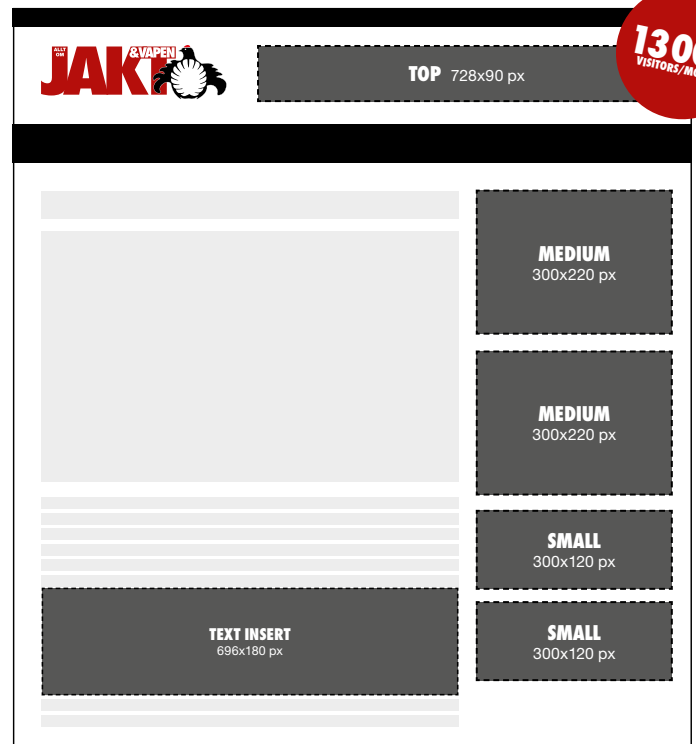 ALLT
OM
JAKT
&VAPEN
TOP 728x90 px
VISITORS/
MEDIUM
300x220 px
MEDIUM
300x220 px
SMALL
300x120 px
TEXT INSERT
696x180 px
SMALL
300x120 px